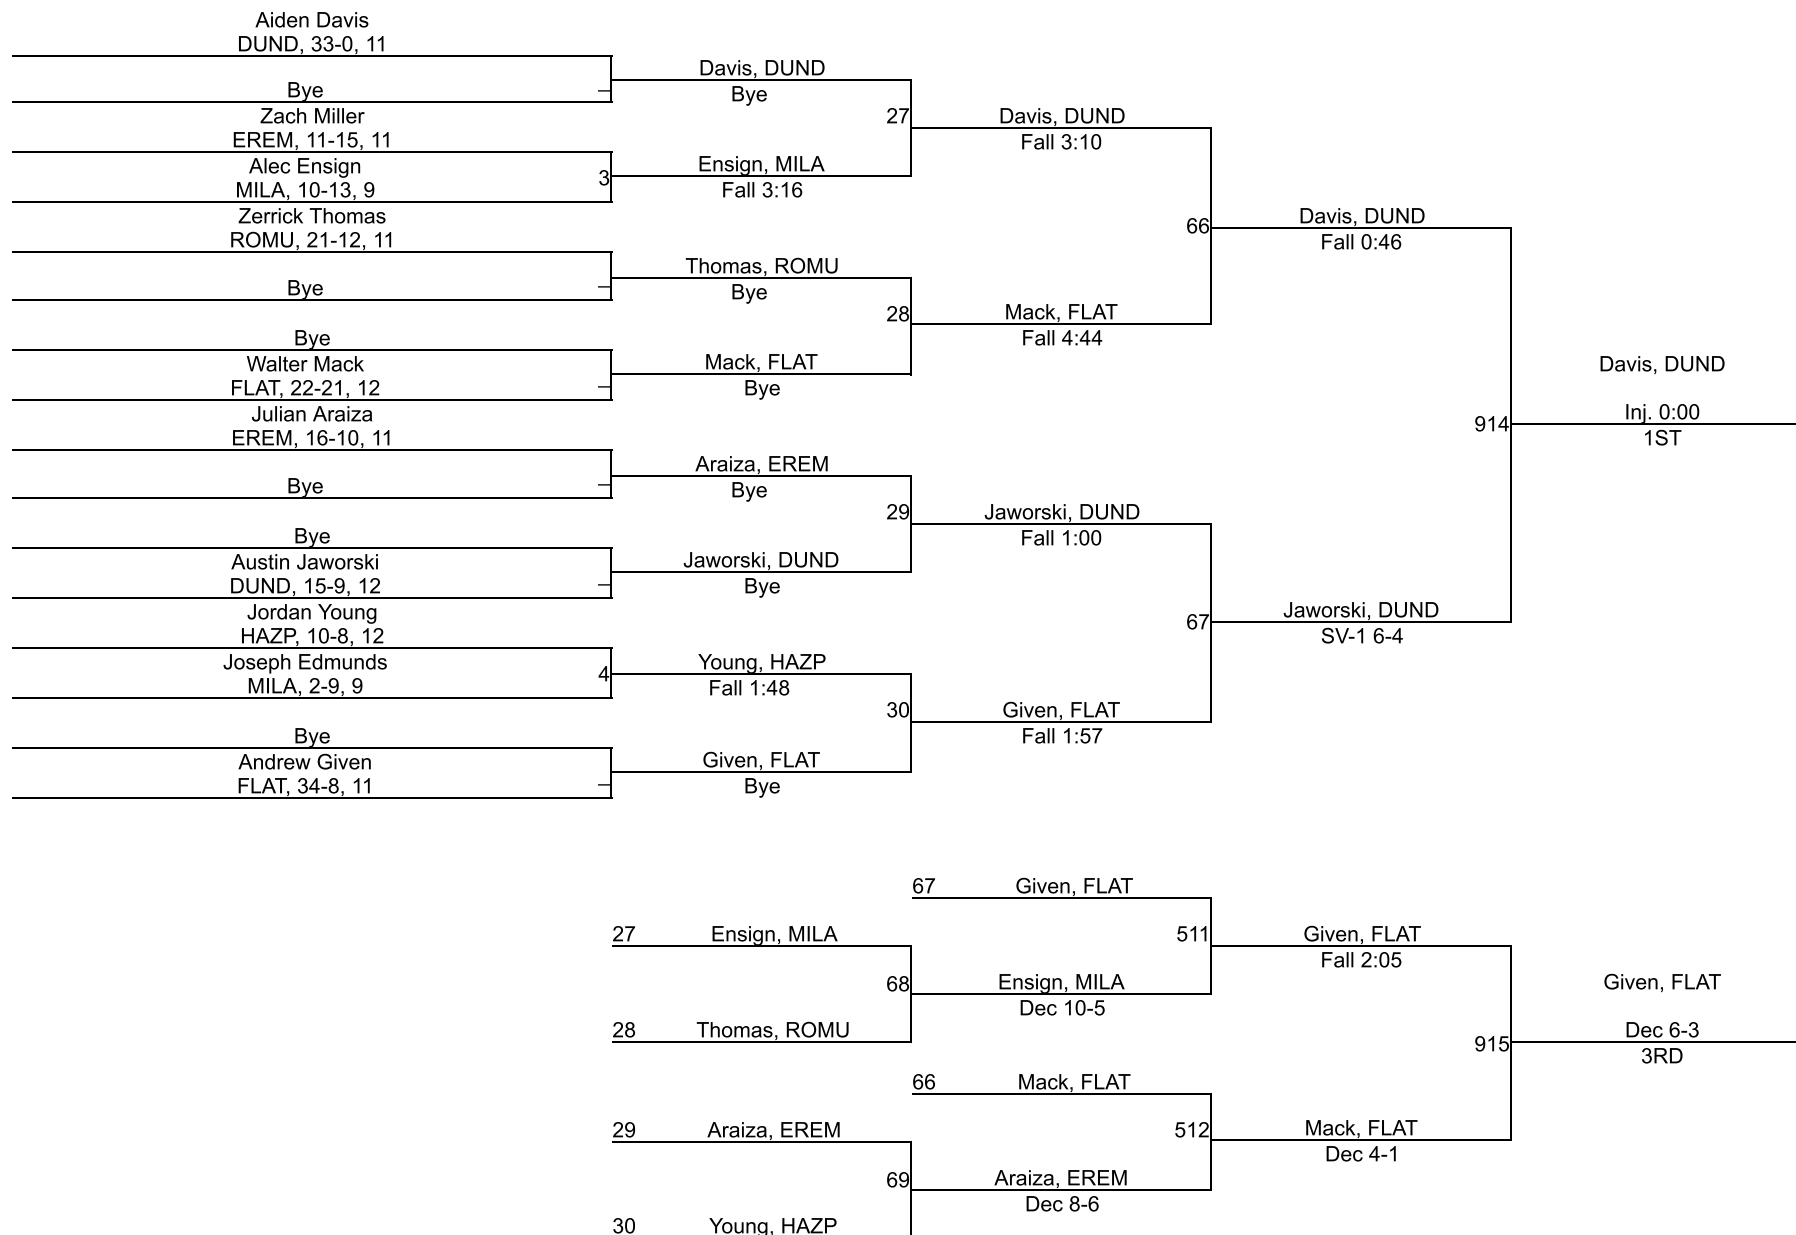 Aiden Davis
DUND, 33-0, 11
Bye
Zach Miller
EREM, 11-15, 11
Alec Ensign
MILA, 10-13, 9
3
Zerrick Thomas
ROMU, 21-12, 11
Bye
Bye
Walter Mack
FLAT, 22-21, 12
Julian Araiza
EREM, 16-10, 11
Bye
Bye
Austin Jaworski
DUND, 15-9, 12
Jordan Young
HAZP, 10-8, 12
Joseph Edmunds
MILA, 2-9, 9
4
Bye
Andrew Given
FLAT, 34-8, 11
Davis, DUND
Bye
27
Ensign, MILA
Fall 3:16
Thomas, ROMU
Bye
28
Mack, FLAT
Bye
Araiza, EREM
Bye
29
Jaworski, DUND
Bye
Young, HAZP
Fall 1:48
30
Given, FLAT
Bye
Davis, DUND
Fall 3:10
66
Mack, FLAT
Fall 4:44
Jaworski, DUND
Fall 1:00
67
Given, FLAT
Fall 1:57
Davis, DUND
Fall 0:46
914
Jaworski, DUND
SV-1 6-4
Davis, DUND
Inj. 0:00
1ST
67 Given, FLAT
27 Ensign, MILA
511
68
Ensign, MILA
Dec 10-5
28 Thomas, ROMU
66 Mack, FLAT
29 Araiza, EREM
512
69
Araiza, EREM
Dec 8-6
30 Young, HAZP
Given, FLAT
Fall 2:05
915
Mack, FLAT
Dec 4-1
Given, FLAT
Dec 6-3
3RD